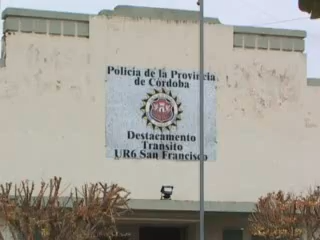 Policía de la Provincia
de Córdoba
Destacamento
Transito
UR6 San Francisco